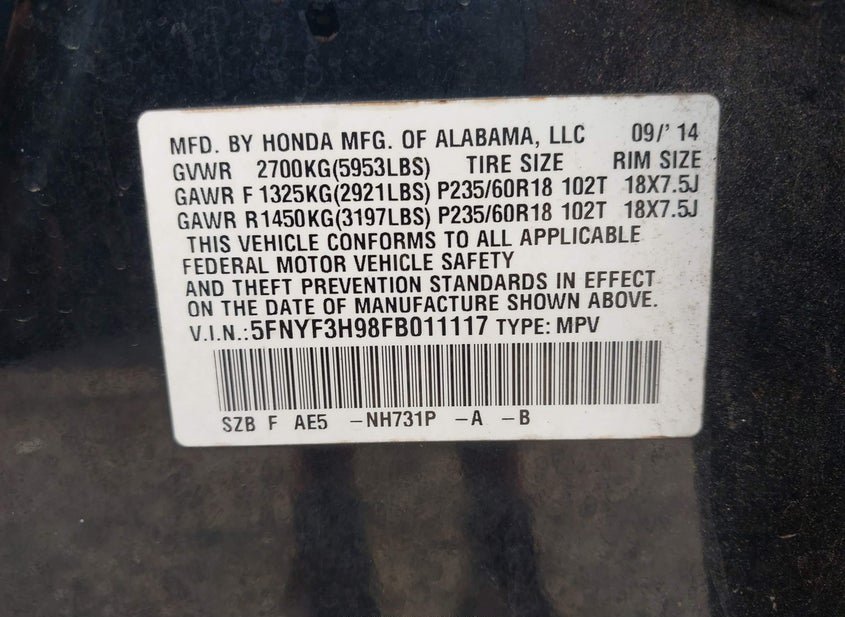 MFD. BY HONDA MFG. OF ALABAMA, LLC 09/'14
GVWR 2700KG(5953LBS) TIRE SIZE RIM SIZE
GAWR F 1325KG(2921LBS) P235/60R18 102T 18X7.5J
GAWR R1450KG(3197LBS) P235/60R18 102T 18X7.5J
THIS VEHICLE CONFORMS TO ALL APPLICABLE
FEDERAL MOTOR VEHICLE SAFETY
AND THEFT PREVENTION STANDARDS IN EFFECT
ON THE DATE OF MANUFACTURE SHOWN ABOVE.
V.I.N.:5FNYF3H98FB011117 TYPE: MPV
SZB F AE5 –NH731P –A –B